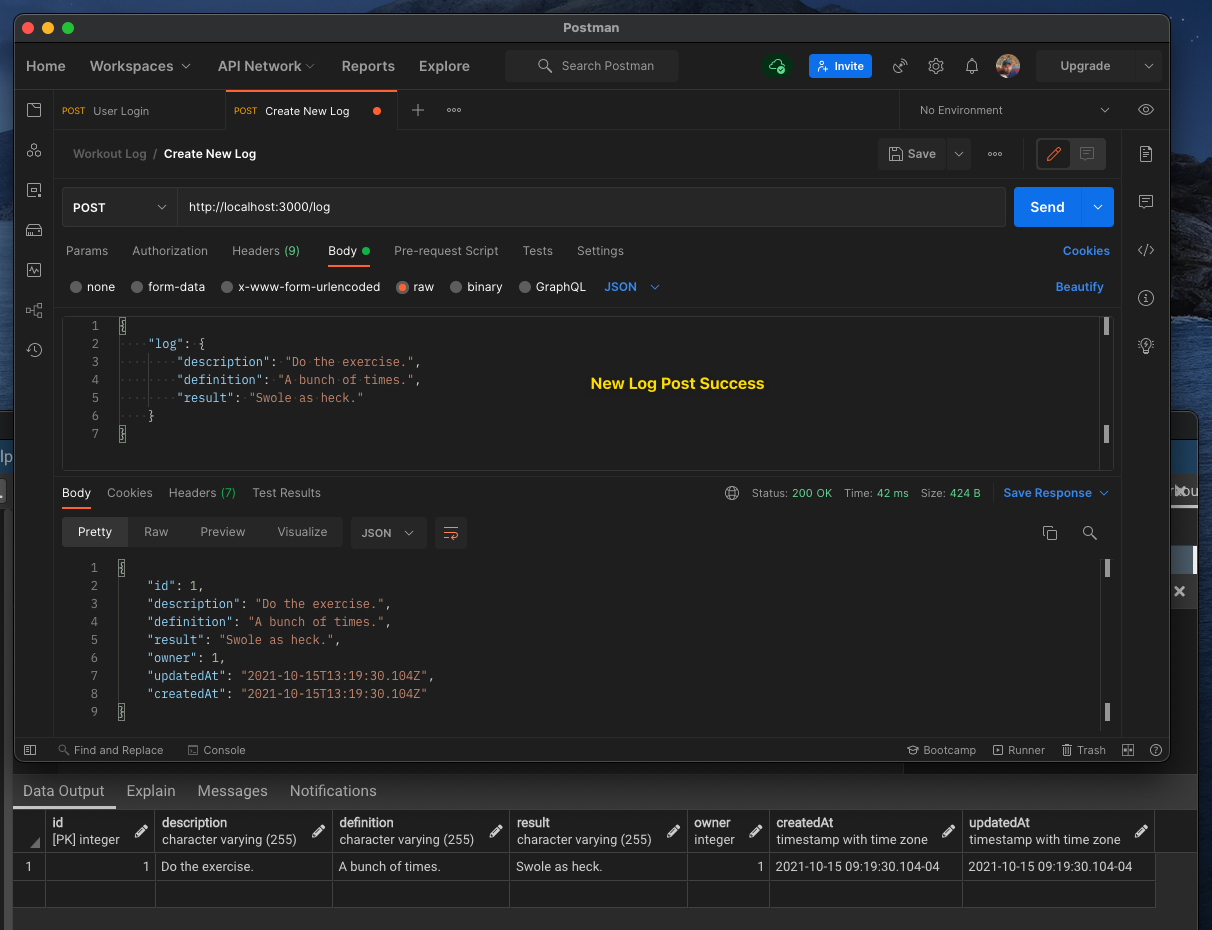 Postman
Home Workspaces API Network Reports Explore Search Postman Invite Upgrade
POST User Login POST Create New Log No Environment
Workout Log / Create New Log Save
POST http://localhost:3000/log Send
Params Authorization Headers (9) Body Pre-request Script Tests Settings Cookies
none form-data x-www-form-urlencoded raw binary GraphQL JSON Beautify
1 {
2 "log": {
3 "description": "Do the exercise.",
4 "definition": "A bunch of times.",
5 "result": "Swole as heck."
6 }
7 }
New Log Post Success
Body Cookies Headers (7) Test Results Status: 200 OK Time: 42 ms Size: 424 B Save Response
Pretty Raw Preview Visualize JSON
1 {
2 "id": 1,
3 "description": "Do the exercise.",
4 "definition": "A bunch of times.",
5 "result": "Swole as heck.",
6 "owner": 1,
7 "updatedAt": "2021-10-15T13:19:30.104Z",
8 "createdAt": "2021-10-15T13:19:30.104Z"
9 }
Find and Replace Console Bootcamp Runner Trash
Data Output Explain Messages Notifications
id description definition result owner createdAt updatedAt
[PK] integer character varying (255) character varying (255) character varying (255) integer timestamp with time zone timestamp with time zone
1 1 Do the exercise. A bunch of times. Swole as heck. 1 2021-10-15 09:19:30.104-04 2021-10-15 09:19:30.104-04